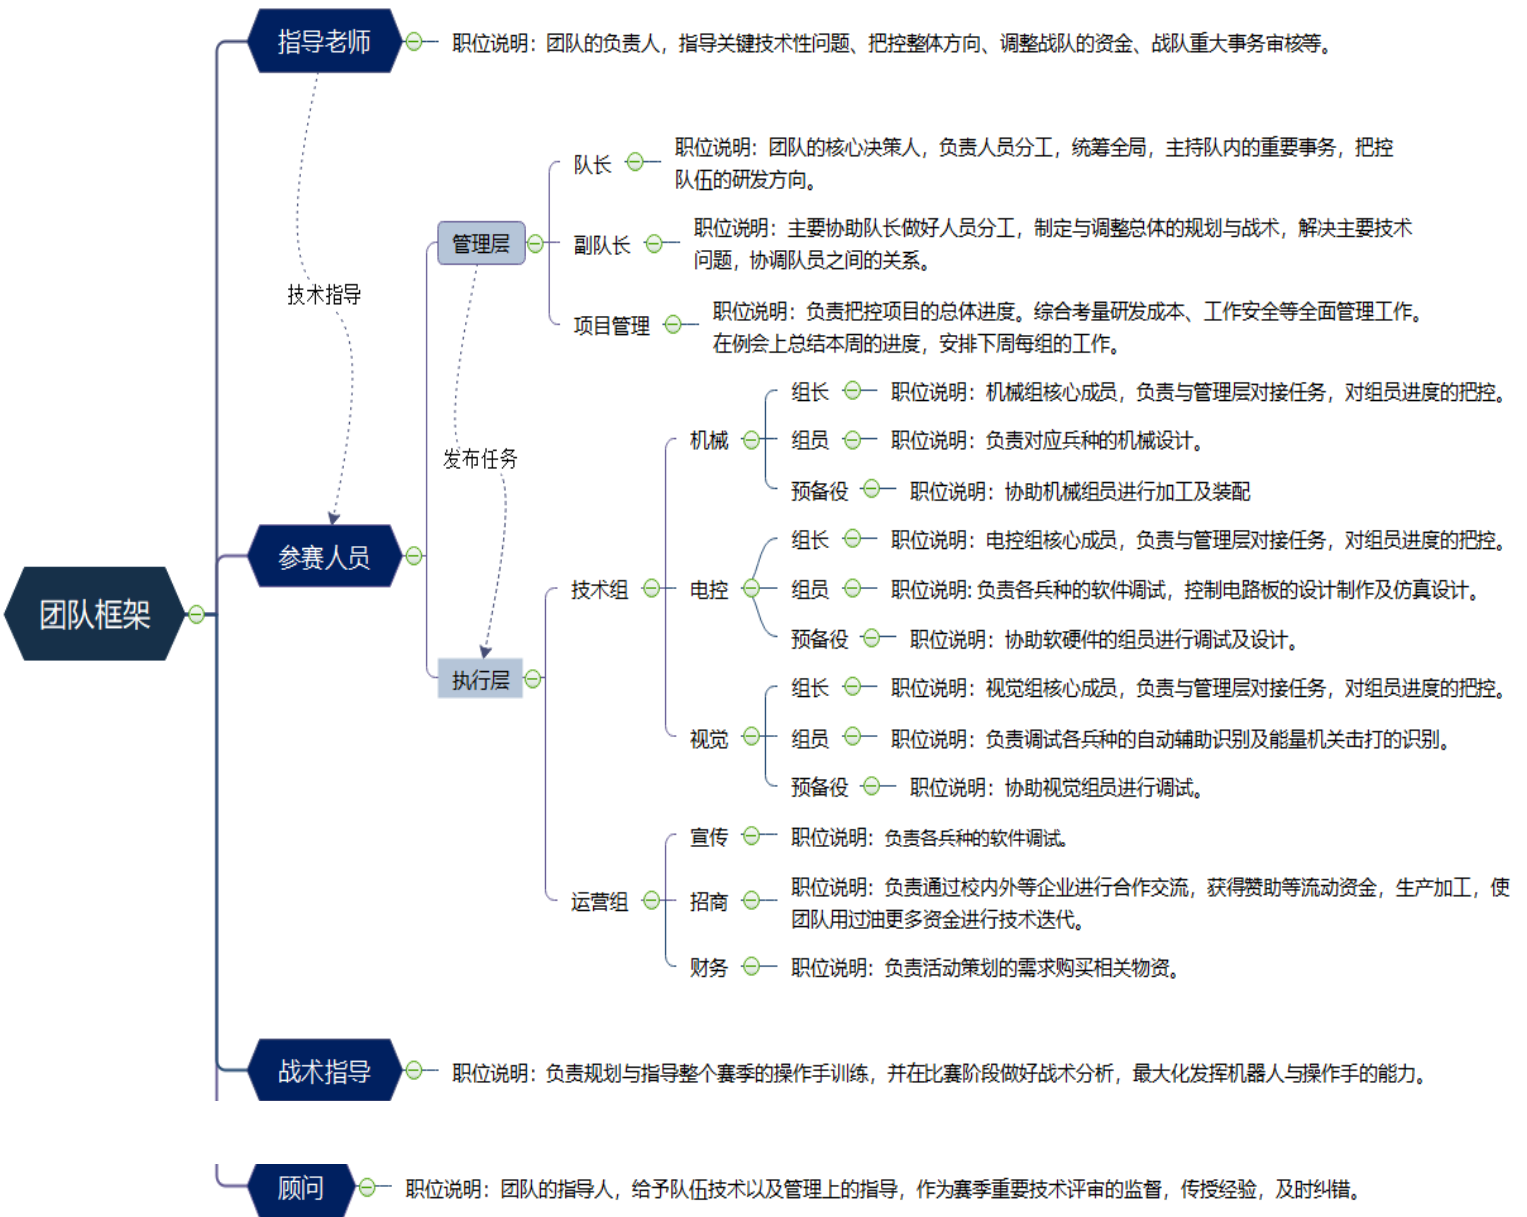 指导老师
职位说明：团队的负责人，指导关键技术性问题、把控整体方向、调整战队的资金、战队重大事务审核等。
技术指导
队长
职位说明：团队的核心决策人，负责人员分工，统筹全局，主持队内的重要事务，把控
队伍的研发方向。
管理层
副队长
职位说明：主要协助队长做好人员分工，制定与调整总体的规划与战术，解决主要技术
问题，协调队员之间的关系。
项目管理
职位说明：负责把控项目的总体进度。综合考量研发成本、工作安全等全面管理工作。
在例会上总结本周的进度，安排下周每组的工作。
发布任务
参赛人员
团队框架
执行层
技术组
机械
组长
职位说明：机械组核心成员，负责与管理层对接任务，对组员进度的把控。
组员
职位说明：负责对应兵种的机械设计。
预备役
职位说明：协助机械组员进行加工及装配
电控
组长
职位说明：电控组核心成员，负责与管理层对接任务，对组员进度的把控。
组员
职位说明：负责各兵种的软件调试，控制电路板的设计制作及仿真设计。
预备役
职位说明：协助软硬件的组员进行调试及设计。
视觉
组长
职位说明：视觉组核心成员，负责与管理层对接任务，对组员进度的把控。
组员
职位说明：负责调试各兵种的自动辅助识别及能量机关击打的识别。
预备役
职位说明：协助视觉组员进行调试。
运营组
宣传
职位说明：负责各兵种的软件调试。
招商
职位说明：负责通过校内外等企业进行合作交流，获得赞助等流动资金，生产加工，使
团队用过油更多资金进行技术迭代。
财务
职位说明：负责活动策划的需求购买相关物资。
战术指导
职位说明：负责规划与指导整个赛季的操作手训练，并在比赛阶段做好战术分析，最大化发挥机器人与操作手的能力。
顾问
职位说明：团队的指导人，给予队伍技术以及管理上的指导，作为赛季重要技术评审的监督，传授经验，及时纠错。